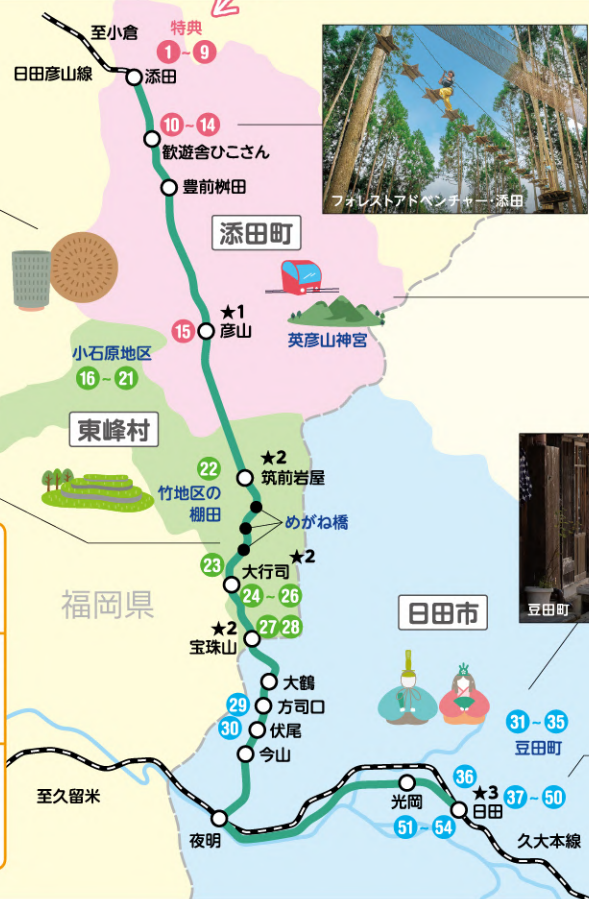 至小倉
特典
1~9
日田彦山線
添田
10~14
歓遊舎ひこさん
フォレストアドベンチャー・添田
豊前桝田
添田町
★1
15
彦山
英彦山神宮
小石原地区
16~21
東峰村
★2
22
筑前岩屋
竹地区の
棚田
めがね橋
★2
23
大行司
24~26
福岡県
日田市
豆田町
★2
27 28
宝珠山
大鶴
29
方司口
30
伏尾
31~35
豆田町
今山
至久留米
36
★3
37~50
光岡
日田
51~54
夜明
久大本線